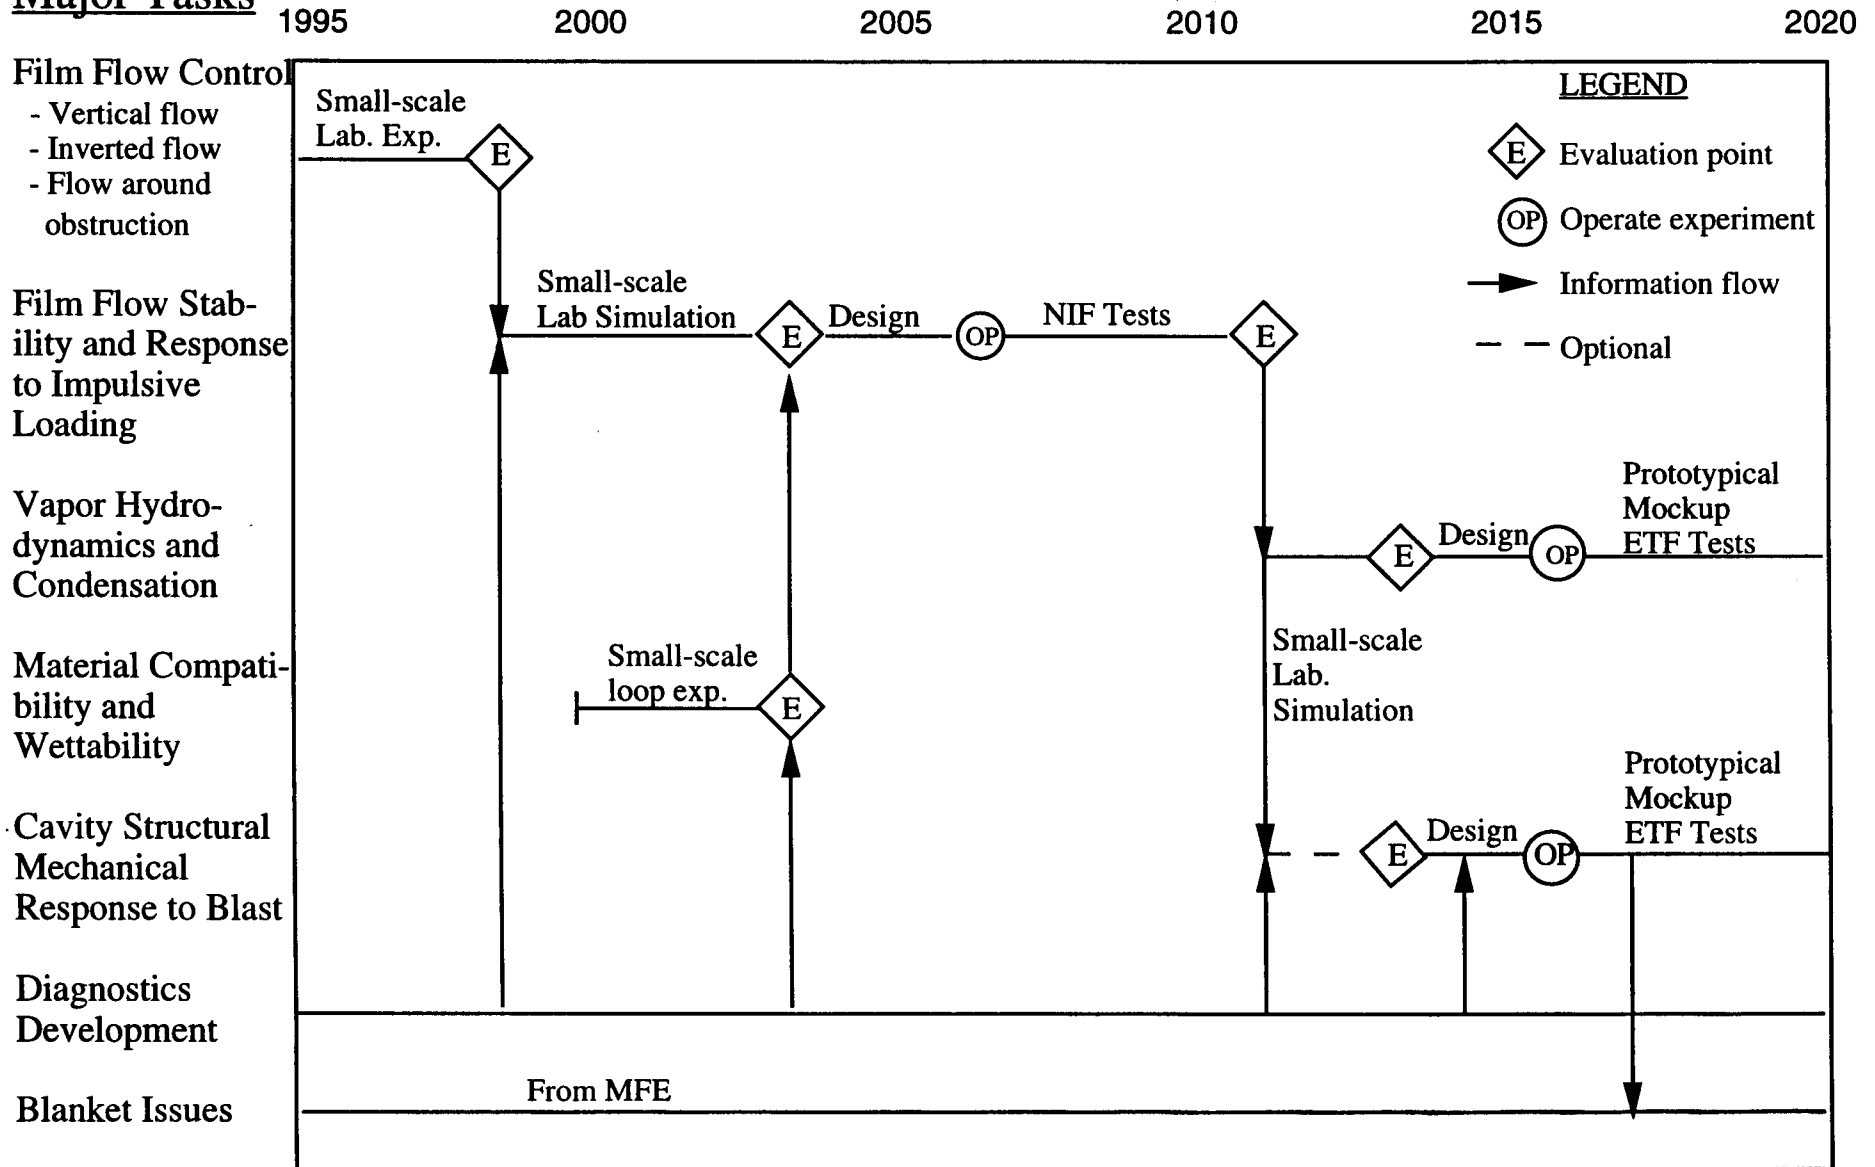 Major Tasks
1995 2000 2005 2010 2015 2020
Film Flow Control
- Vertical flow
- Inverted flow
- Flow around
obstruction
Small-scale
Lab. Exp.
E
LEGEND
E Evaluation point
OP Operate experiment
Information flow
Optional
Film Flow Stab-
ility and Response
to Impulsive
Loading
Small-scale
Lab Simulation
E
Design
OP
NIF Tests
E
Vapor Hydro-
dynamics and
Condensation
E
Design
OP
Prototypical
Mockup
ETF Tests
Material Compati-
bility and
Wettability
Small-scale
loop exp.
E
Small-scale
Lab.
Simulation
Cavity Structural
Mechanical
Response to Blast
E
Design
OP
Prototypical
Mockup
ETF Tests
Diagnostics
Development
Blanket Issues
From MFE